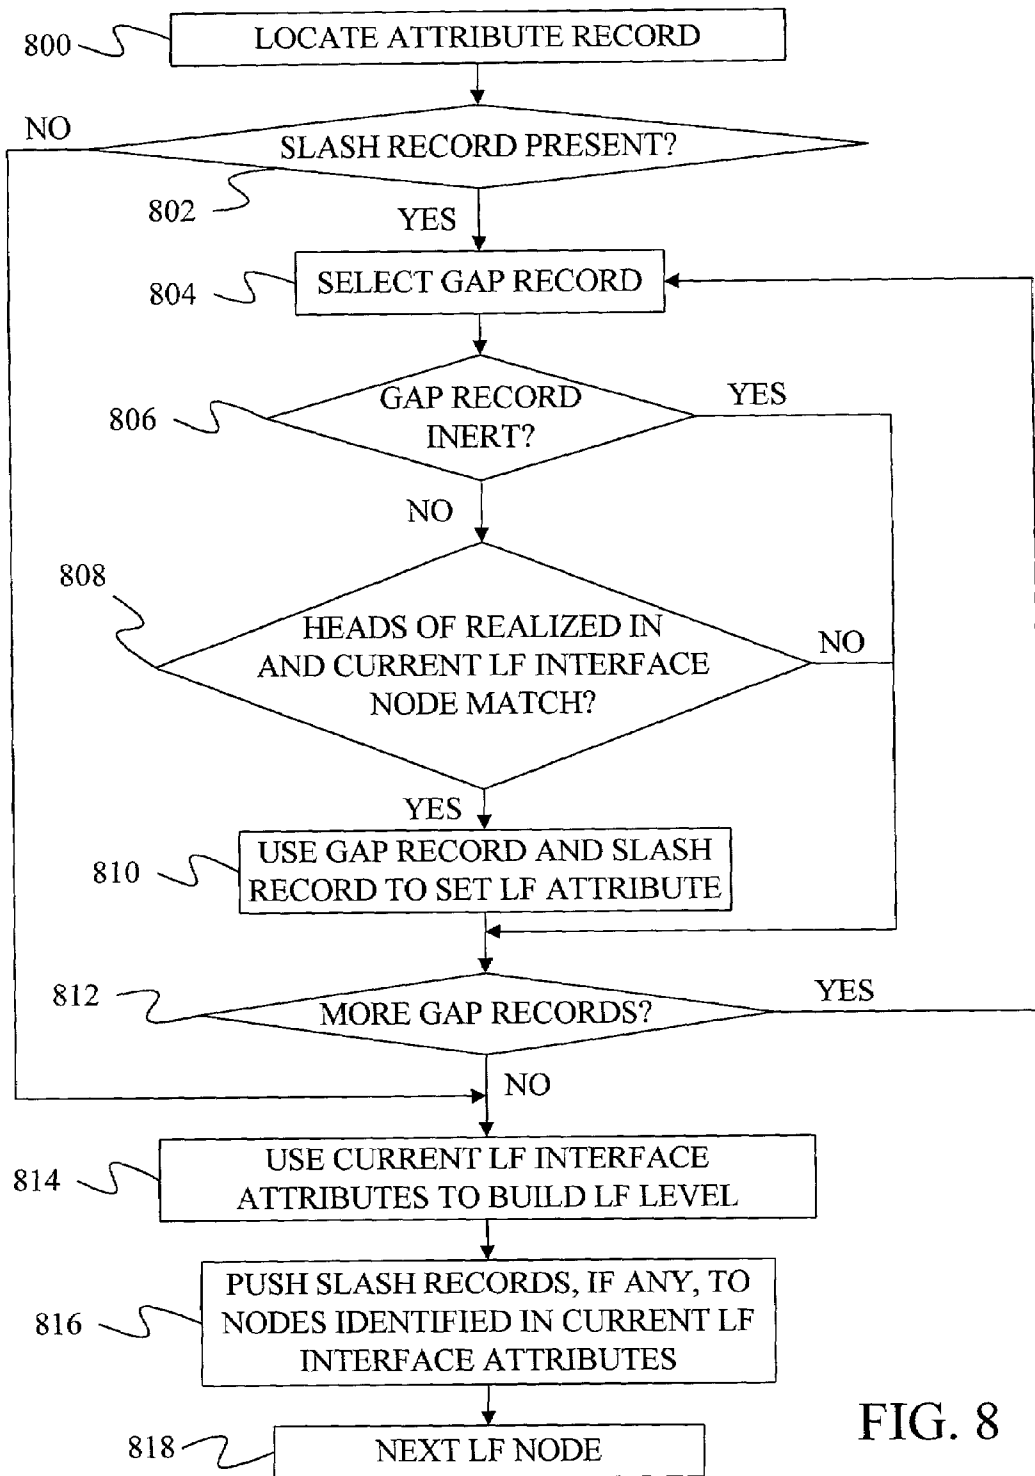 800
LOCATE ATTRIBUTE RECORD
NO
SLASH RECORD PRESENT?
802
YES
804
SELECT GAP RECORD
806
GAP RECORD
INERT?
YES
NO
808
HEADS OF REALIZED IN
AND CURRENT LF INTERFACE
NODE MATCH?
NO
YES
810
USE GAP RECORD AND SLASH
RECORD TO SET LF ATTRIBUTE
812
MORE GAP RECORDS?
YES
NO
814
USE CURRENT LF INTERFACE
ATTRIBUTES TO BUILD LF LEVEL
816
PUSH SLASH RECORDS, IF ANY, TO
NODES IDENTIFIED IN CURRENT LF
INTERFACE ATTRIBUTES
818
NEXT LF NODE
FIG. 8